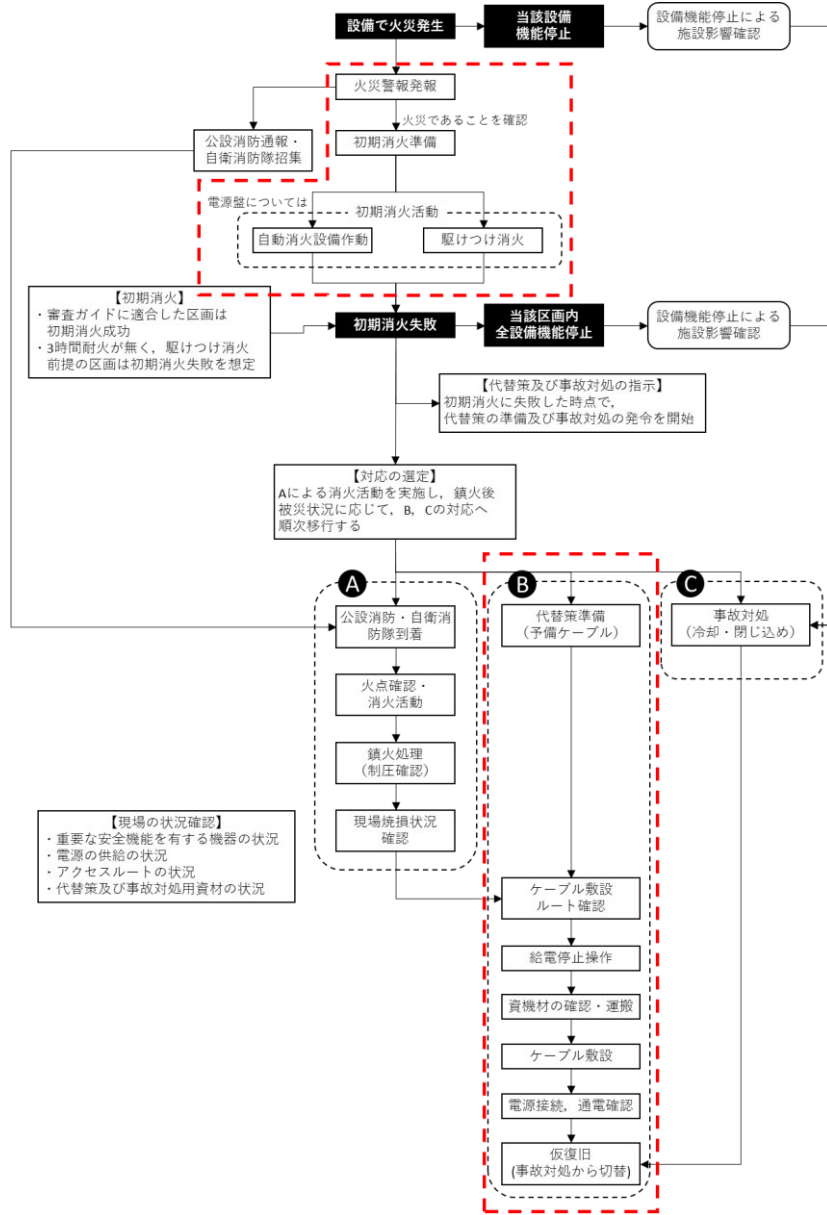 設備で火災発生
当該設備
機能停止
設備機能停止による
施設影響確認
火災警報発報
火災であることを確認
公設消防通報・
自衛消防隊招集
初期消火準備
電源盤については
初期消火活動
自動消火設備作動
駆けつけ消火
【初期消火】
・審査ガイドに適合した区画は
初期消火成功
・3時間耐火が無く，駆けつけ消火
前提の区画は初期消火失敗を想定
初期消火失敗
当該区画内
全設備機能停止
設備機能停止による
施設影響確認
【代替策及び事故対処の指示】
初期消火に失敗した時点で，
代替策の準備及び事故対処の発令を開始
【対応の選定】
Aによる消火活動を実施し，鎮火後
被災状況に応じて，B，Cの対応へ
順次移行する
A
公設消防・自衛消
防隊到着
火点確認・
消火活動
鎮火処理
（制圧確認）
現場焼損状況
確認
【現場の状況確認】
・重要な安全機能を有する機器の状況
・電源の供給の状況
・アクセスルートの状況
・代替策及び事故対処用資材の状況
B
代替策準備
（予備ケーブル）
ケーブル敷設
ルート確認
給電停止操作
資機材の確認・運搬
ケーブル敷設
電源接続，通電確認
仮復旧
(事故対処から切替)
C
事故対処
（冷却・閉じ込め）